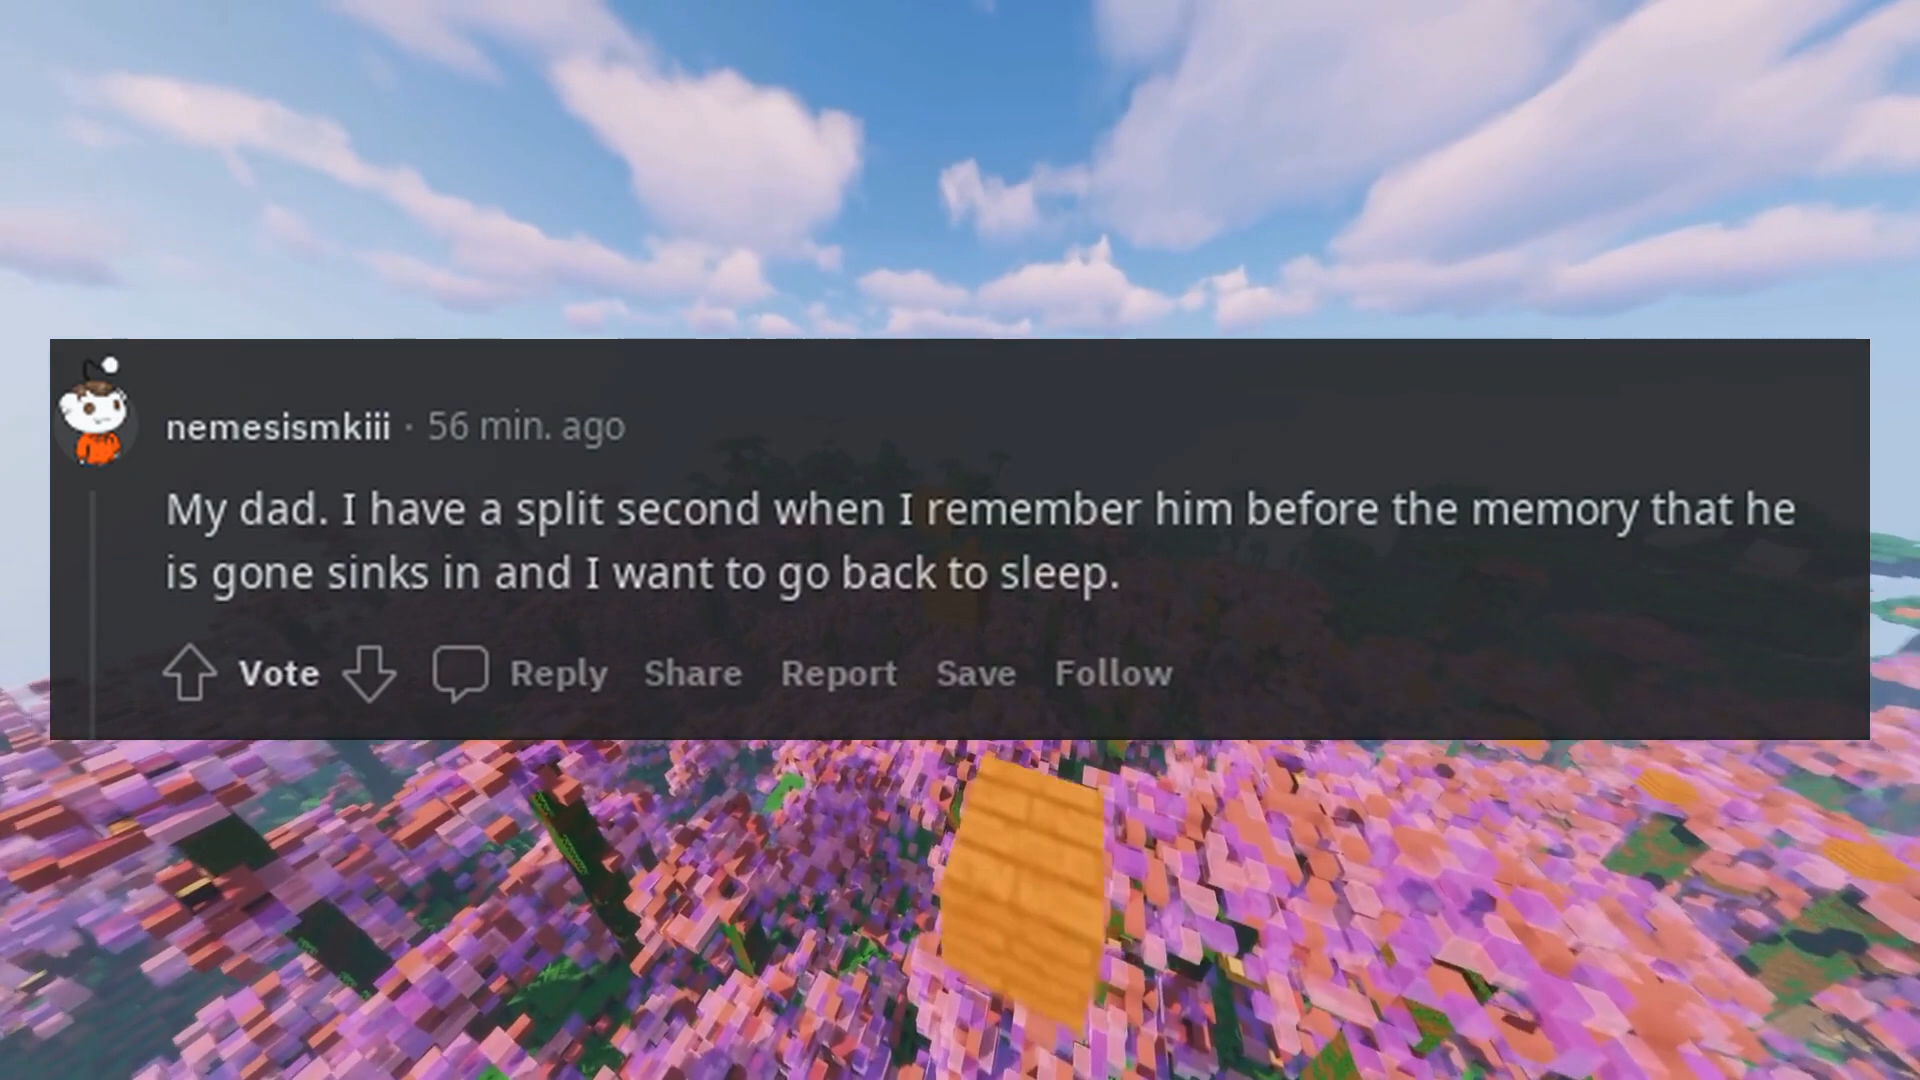 nemesismkiii · 56 min. ago
My dad. I have a split second when I remember him before the memory that he
is gone sinks in and I want to go back to sleep.
Vote Reply Share Report Save Follow